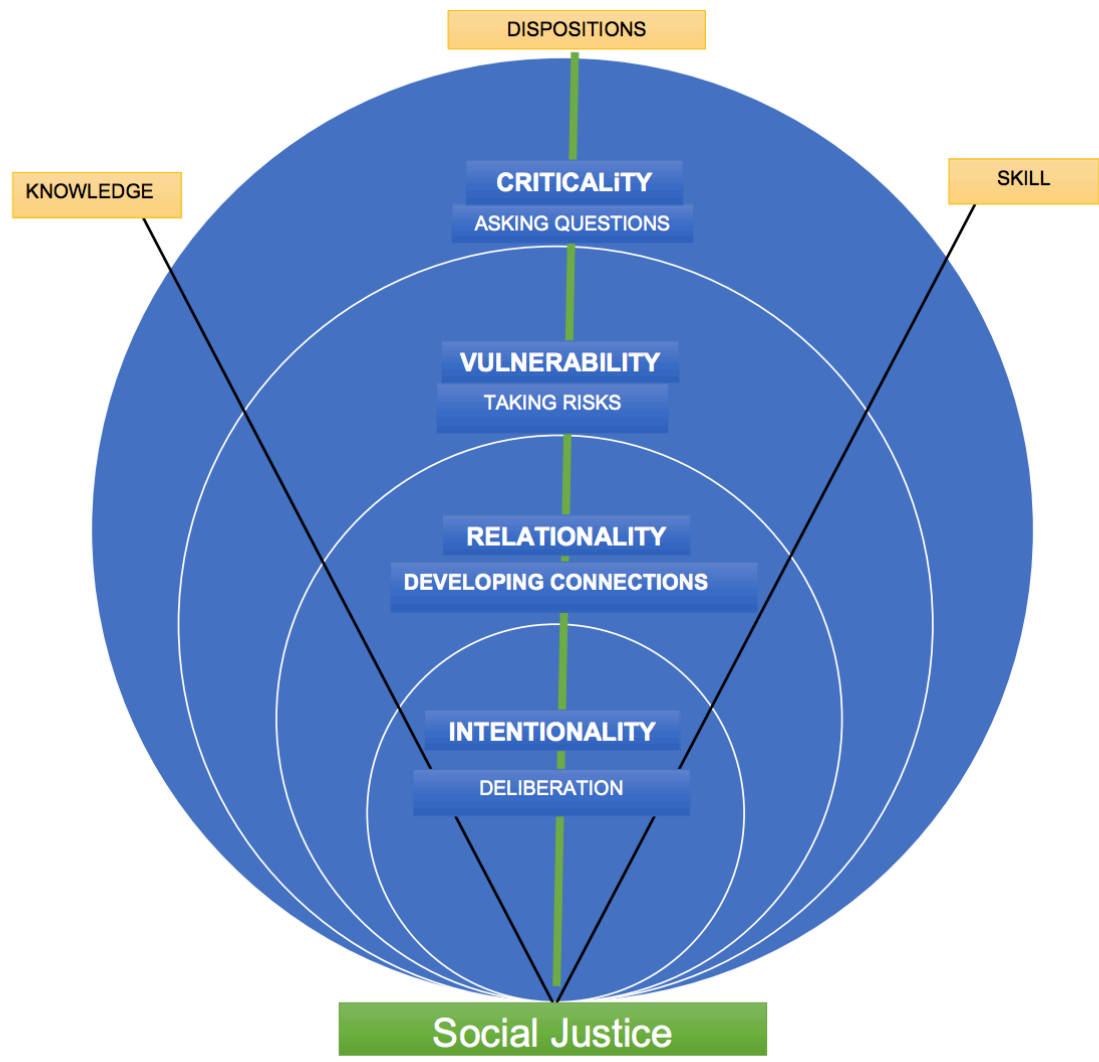 DISPOSITIONS
KNOWLEDGE
SKILL
CRITICALiTY
ASKING QUESTIONS
VULNERABILITY
TAKING RISKS
RELATIONALITY
DEVELOPING CONNECTIONS
INTENTIONALITY
DELIBERATION
Social Justice